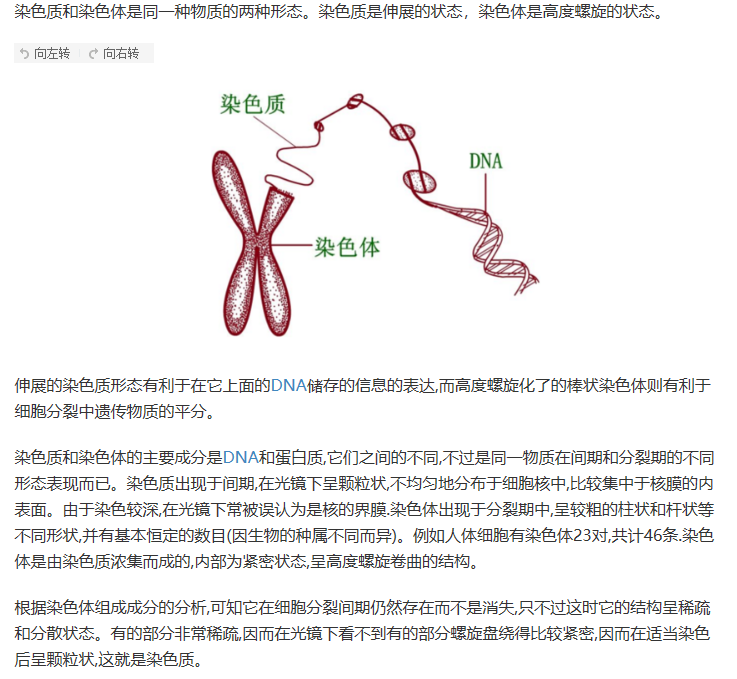 染色质和染色体是同一种物质的两种形态。染色质是伸展的状态，染色体是高度螺旋的状态。
向左转 向右转
染色质
DNA
染色体
伸展的染色质形态有利于在它上面的DNA储存的信息的表达,而高度螺旋化了的棒状染色体则有利于
细胞分裂中遗传物质的平分。
染色质和染色体的主要成分是DNA和蛋白质,它们之间的不同,不过是同一物质在间期和分裂期的不同
形态表现而已。染色质出现于间期,在光镜下呈颗粒状,不均匀地分布于细胞核中,比较集中于核膜的内
表面。由于染色较深,在光镜下常被误认为是核的界膜.染色体出现于分裂期中,呈较粗的柱状和杆状等
不同形状,并有基本恒定的数目(因生物的种属不同而异)。例如人体细胞有染色体23对,共计46条.染色
体是由染色质浓集而成的,内部为紧密状态,呈高度螺旋卷曲的结构。
根据染色体组成成分的分析,可知它在细胞分裂间期仍然存在而不是消失,只不过这时它的结构呈稀疏
和分散状态。有的部分非常稀疏,因而在光镜下看不到有的部分螺旋盘绕得比较紧密,因而在适当染色
后呈颗粒状,这就是染色质。